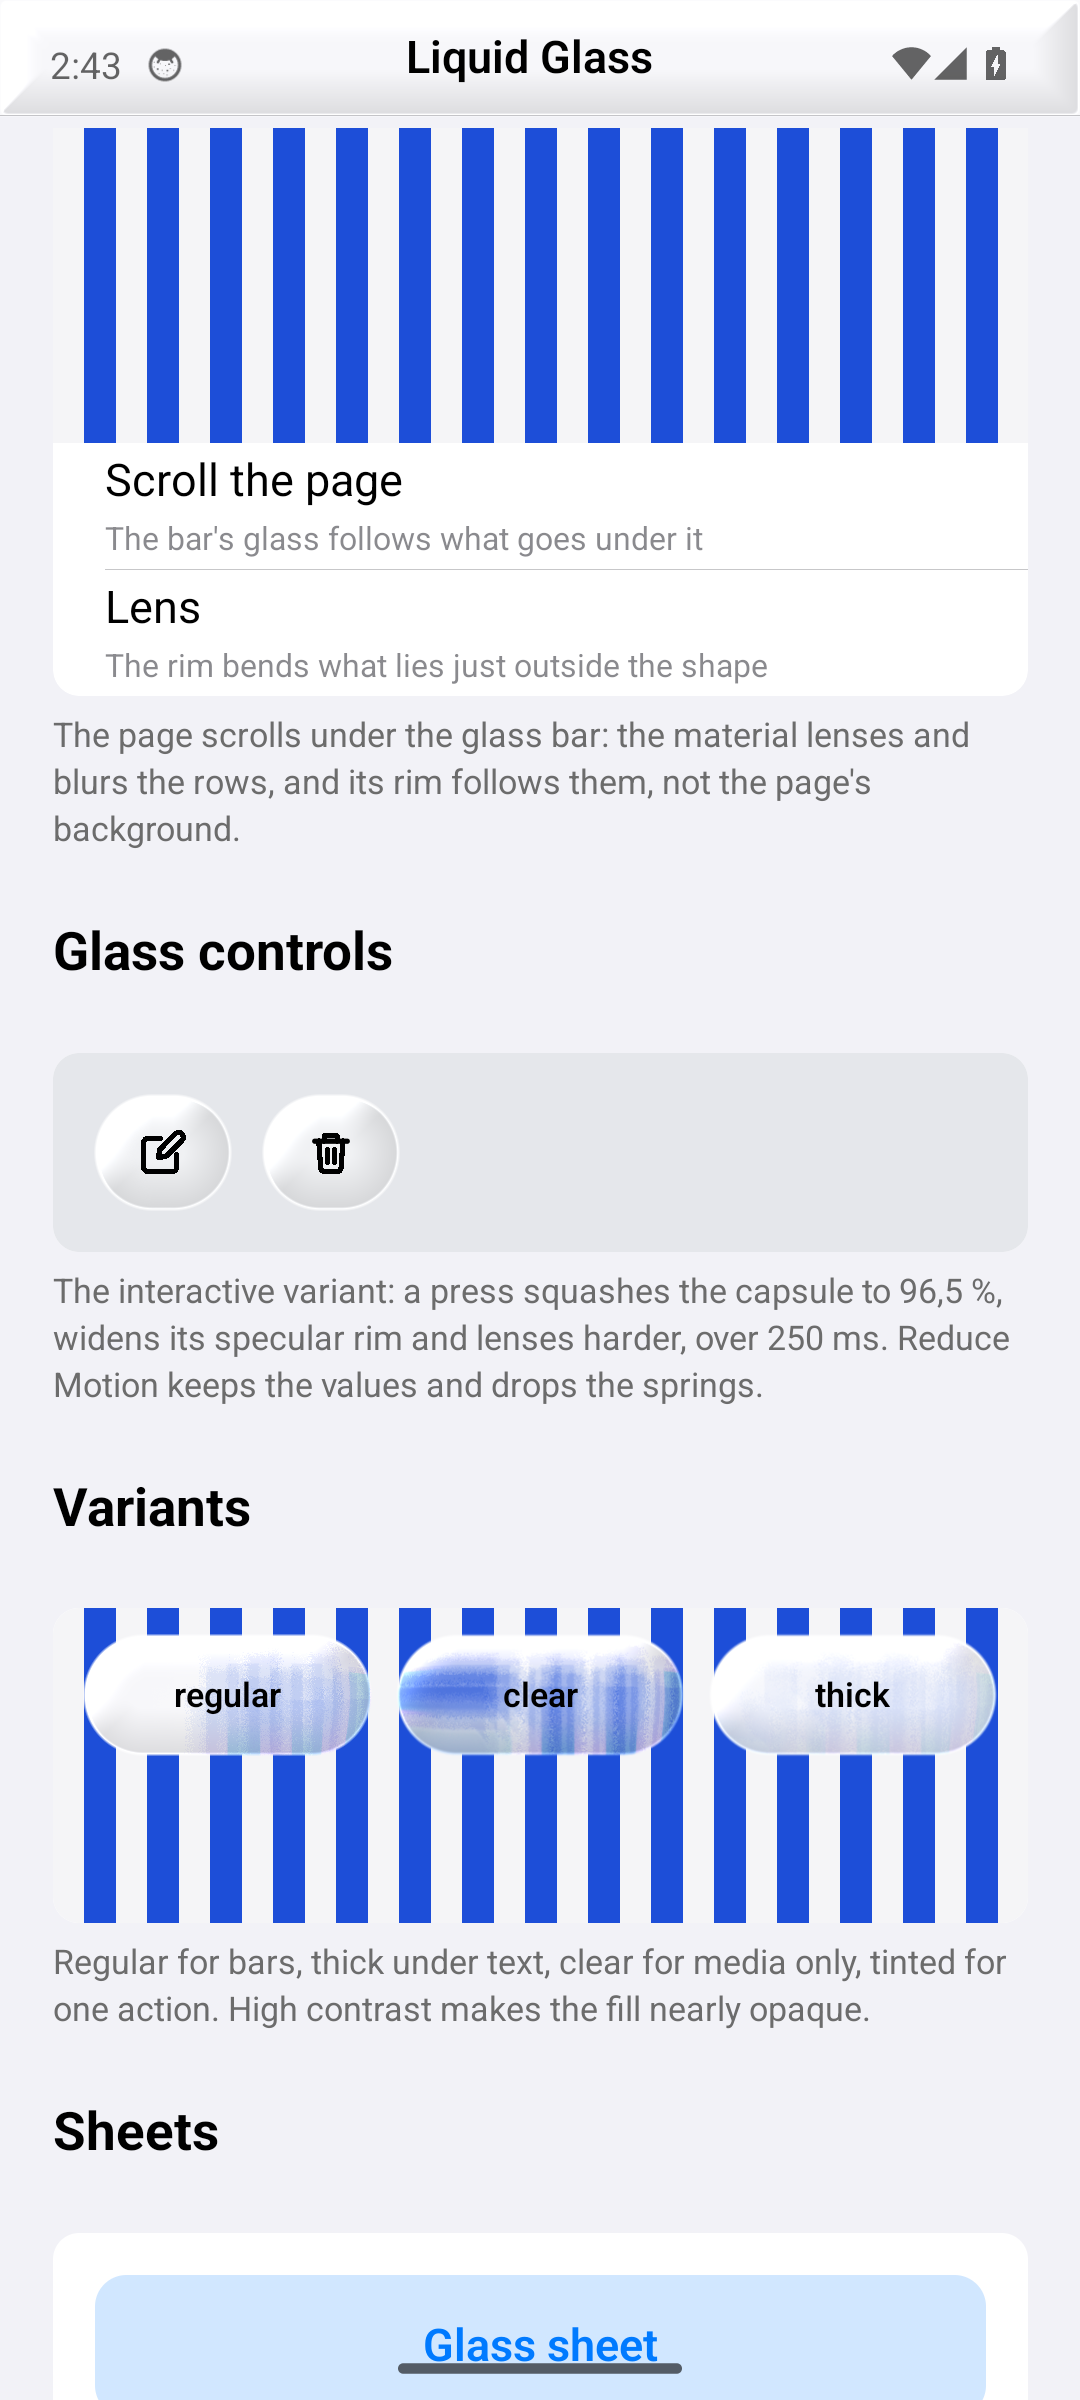 2:43
Liquid Glass
Scroll the page
The bar's glass follows what goes under it
Lens
The rim bends what lies just outside the shape
The page scrolls under the glass bar: the material lenses and
blurs the rows, and its rim follows them, not the page's
background.
Glass controls
The interactive variant: a press squashes the capsule to 96,5 %,
widens its specular rim and lenses harder, over 250 ms. Reduce
Motion keeps the values and drops the springs.
Variants
regular
clear
thick
Regular for bars, thick under text, clear for media only, tinted for
one action. High contrast makes the fill nearly opaque.
Sheets
Glass sheet